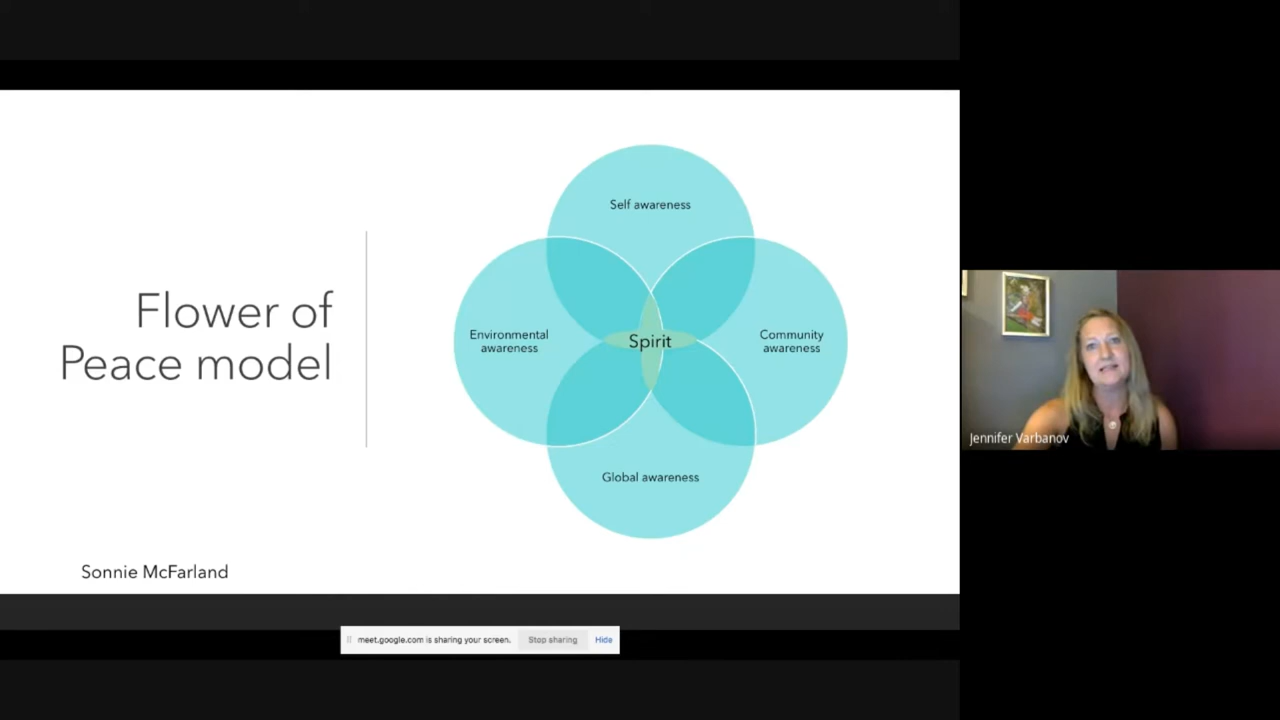 Flower of
Peace model
Self awareness
Environmental
awareness
Spirit
Community
awareness
Global awareness
Sonnie McFarland
Jennifer Varbanov
meet.google.com is sharing your screen.
Stop sharing
Hide